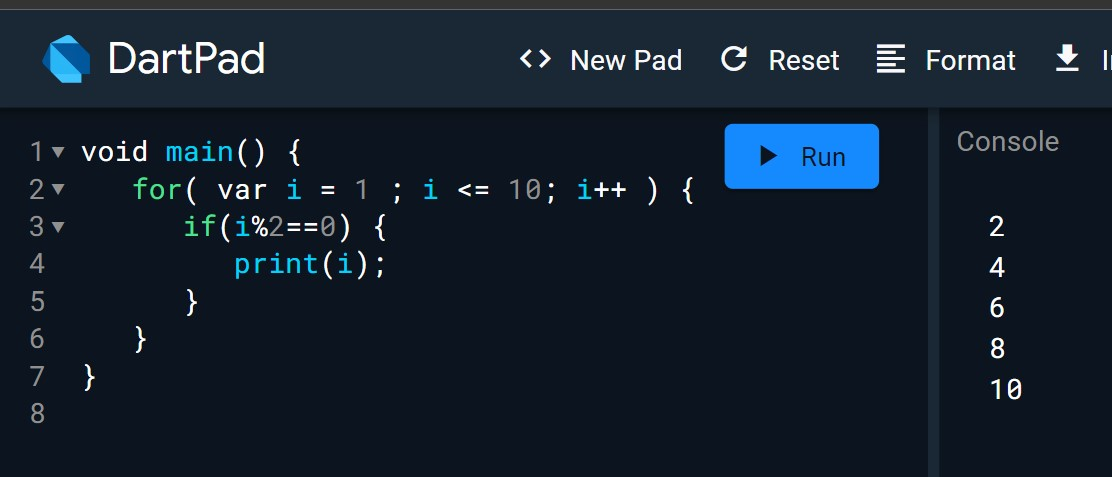 DartPad
<> New Pad
Reset
Format
Console
Run
1 void main() {
2    for( var i = 1 ; i <= 10; i++ ) {
3       if(i%2==0) {
4          print(i);
5       }
6    }
7 }
8
2
4
6
8
10